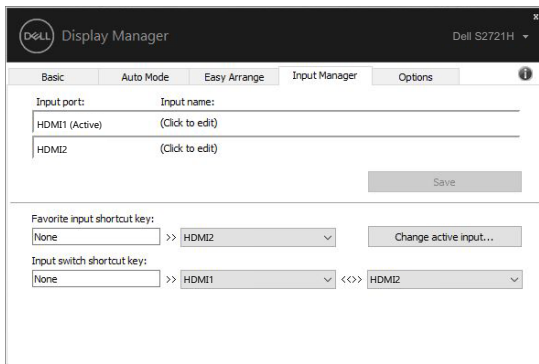 x
DELL Display Manager
Dell S2721H
Basic Auto Mode Easy Arrange Input Manager Options i
Input port: Input name:
HDMI1 (Active) (Click to edit)
HDMI2 (Click to edit)
Save
Favorite input shortcut key:
None >> HDMI2 Change active input...
Input switch shortcut key:
None >> HDMI1 <<>> HDMI2